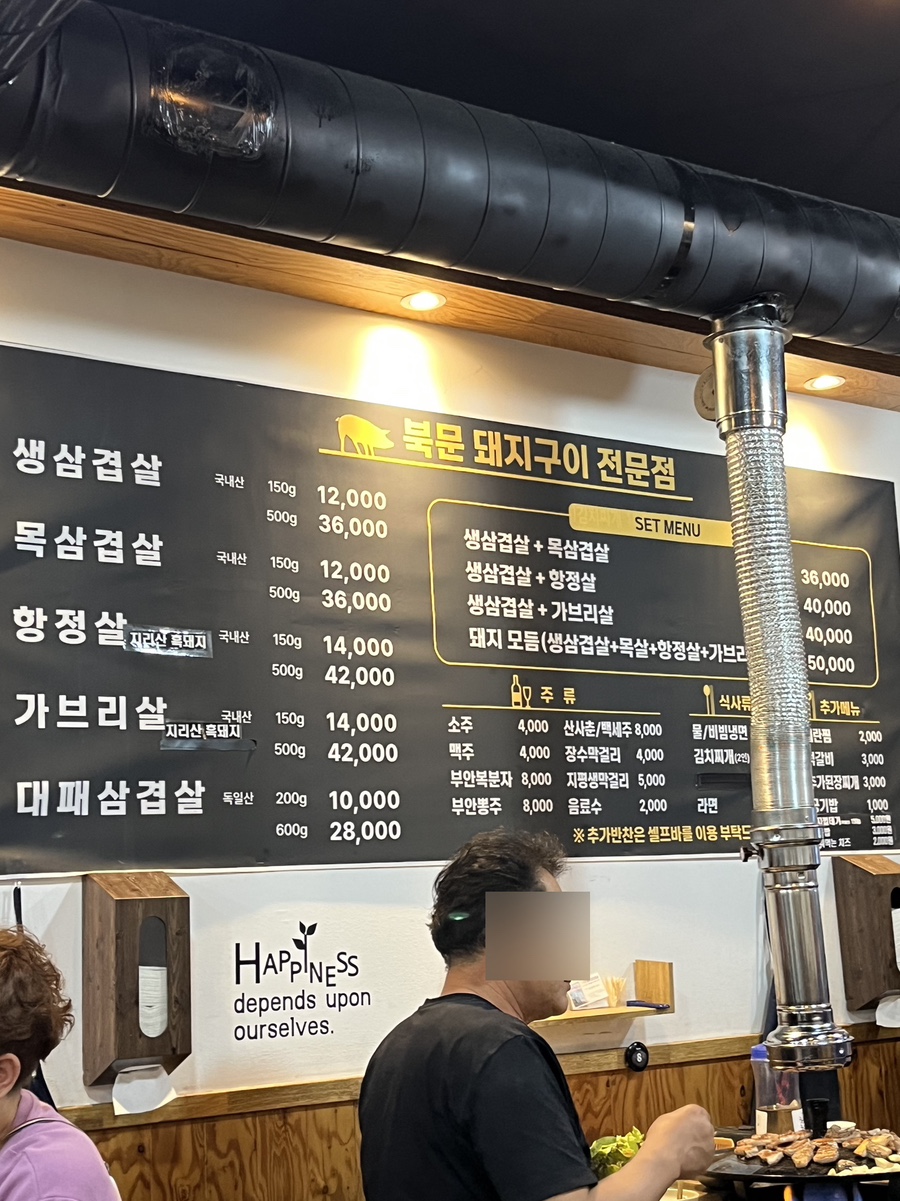 북문 돼지구이 전문점
생삼겹살 국내산 150g 12,000
500g 36,000
목삼겹살 국내산 150g 12,000
500g 36,000
항정살 지리산 흑돼지 국내산 150g 14,000
500g 42,000
가브리살 지리산 흑돼지 국내산 150g 14,000
500g 42,000
대패삼겹살 독일산 200g 10,000
600g 28,000
SET MENU
생삼겹살 + 목삼겹살 36,000
생삼겹살 + 항정살 40,000
생삼겹살 + 가브리살 40,000
돼지 모듬(생삼겹살+목살+항정살+가브리 50,000
주 류
소주 4,000 산사춘/백세주 8,000
맥주 4,000 장수막걸리 4,000
부안복분자 8,000 지평생막걸리 5,000
부안뽕주 8,000 음료수 2,000
식사류
물/비빔냉면
김치찌개(2인)
라면
추가메뉴
2,000
3,000
된장찌개 3,000
1,000
※ 추가반찬은 셀프바를 이용 부탁드
HAPPINESS
depends upon
ourselves.